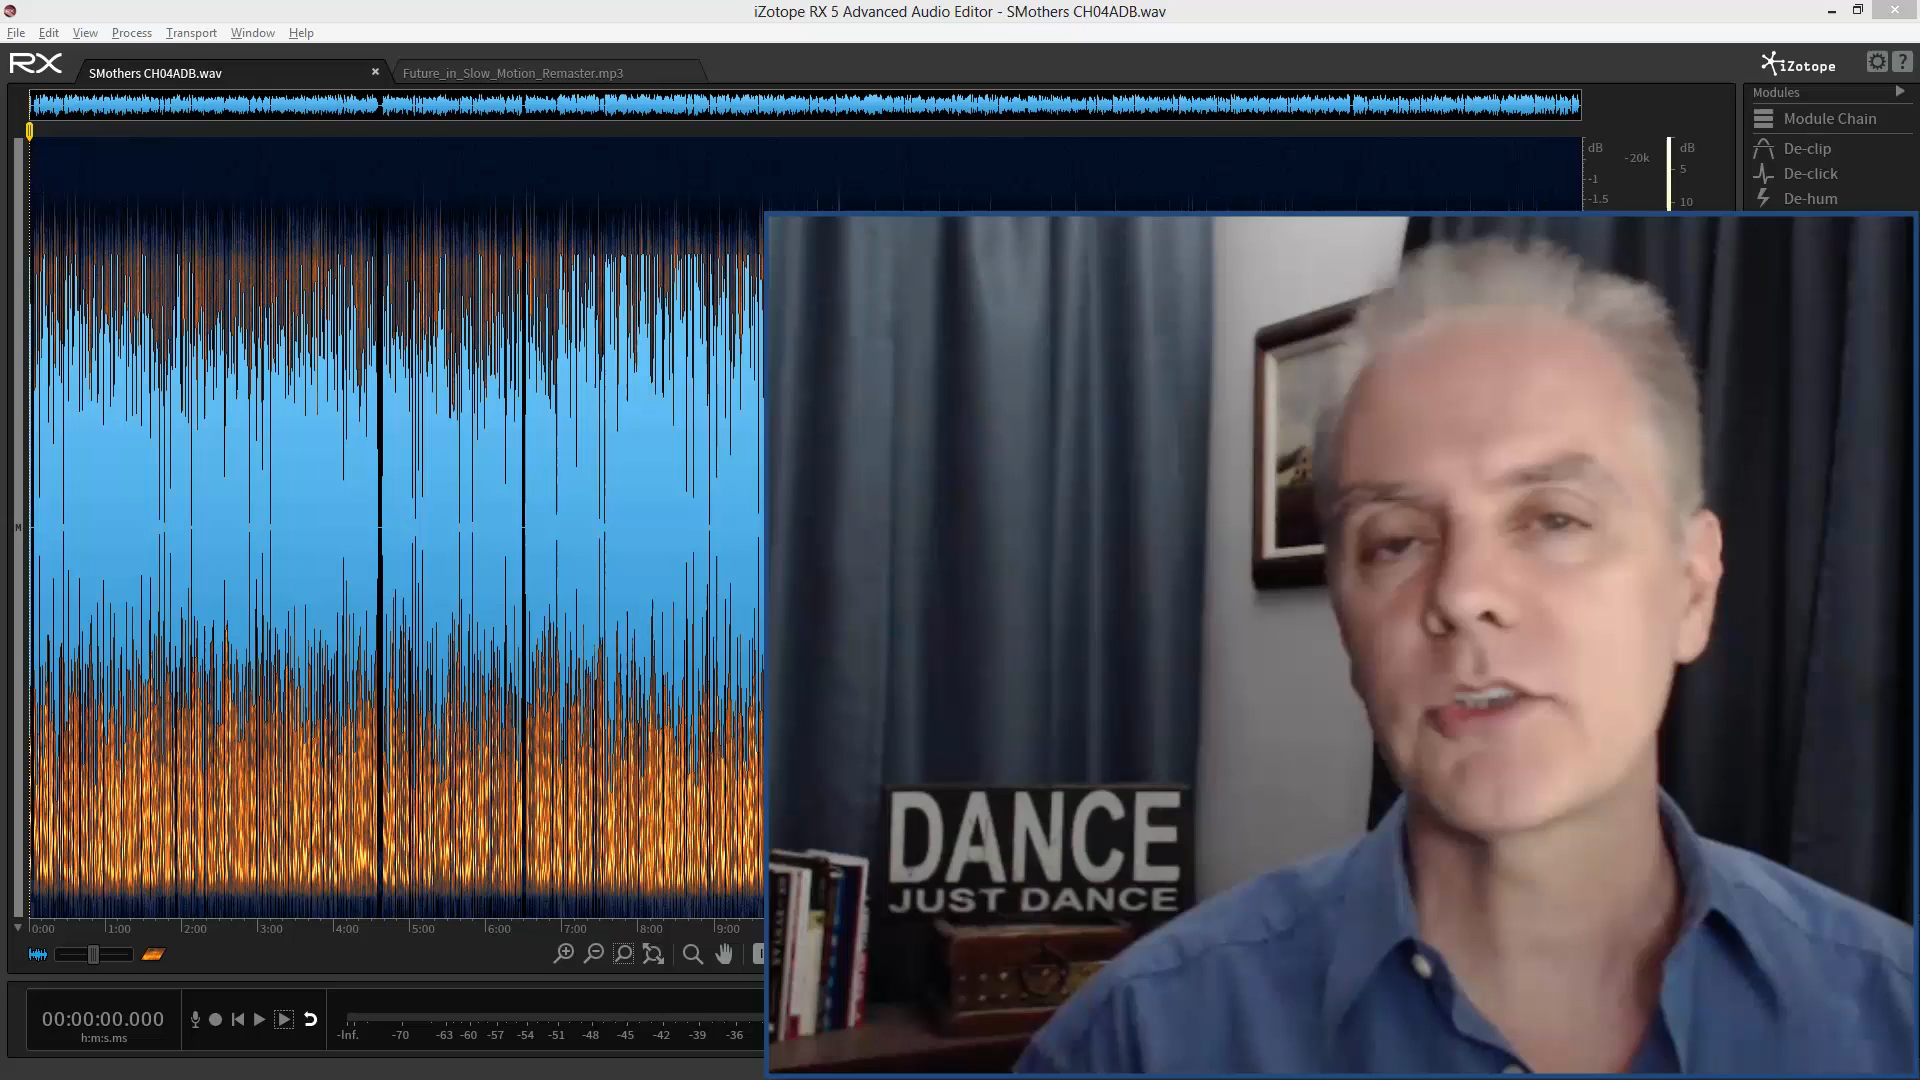 iZotope RX 5 Advanced Audio Editor - SMothers CH04ADB.wav
File Edit View Process Transport Window Help
RX
SMothers CH04ADB.wav
Future_in_Slow_Motion_Remaster.mp3
iZotope
?
Modules
Module Chain
De-clip
De-click
De-hum
dB
-20k
dB
-1
5
-1.5
10
M
DANCE
JUST DANCE
0:00 1:00 2:00 3:00 4:00 5:00 6:00 7:00 8:00 9:00
00:00:00.000
h:m:s.ms
-Inf. -70 -63 -60 -57 -54 -51 -48 -45 -42 -39 -36